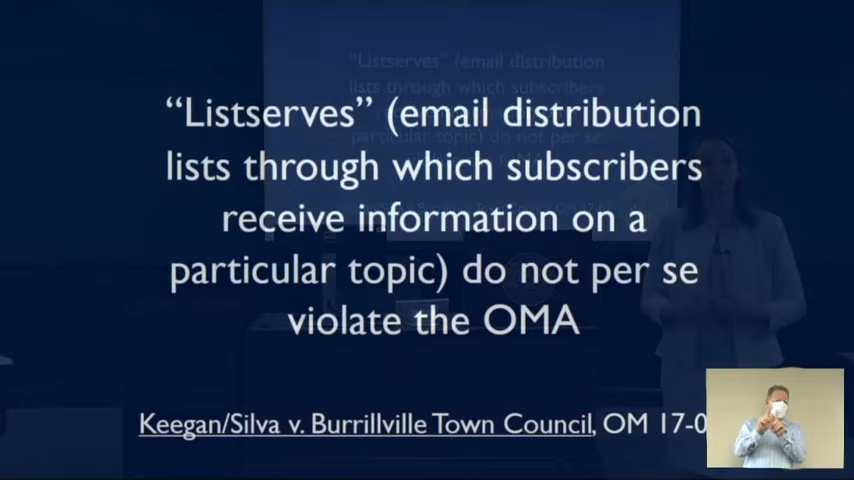 “Listserves” (email distribution
lists through which subscribers
receive information on a
particular topic) do not per se
violate the OMA
Keegan/Silva v. Burrillville Town Council, OM 17-0